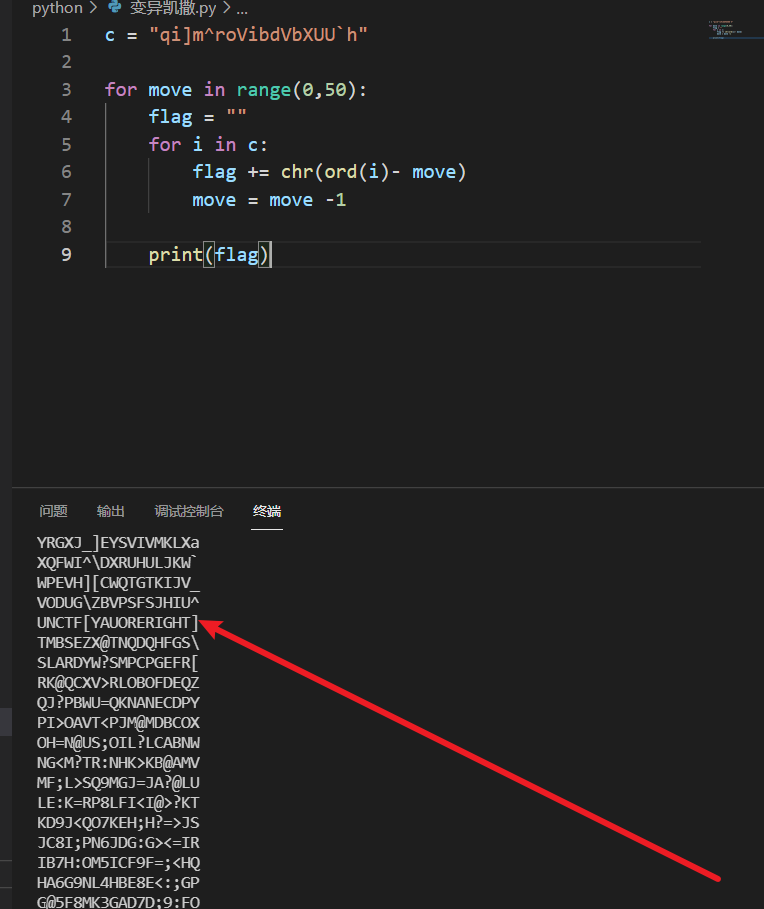 python > 变异凯撒.py > ...
1 c = "qi]m^roVibdVbXUU`h"
2
3 for move in range(0,50):
4 flag = ""
5 for i in c:
6 flag += chr(ord(i)- move)
7 move = move -1
8
9 print(flag)
问题 输出 调试控制台 终端
YRGXJ_]EYSVIVMKLXa
XQFWI^\DXRUHULJKW`
WPEVH][CWQTGTKIJV_
VODUG\ZBVPSFSJHIU^
UNCTF[YAUORERIGHT]
TMBSEZX@TNQDQHFGS\
SLARDYW?SMPCPGEFR[
RK@QCXV>RLOBOFDEQZ
QJ?PBWU=QKNANECDPY
PI>OAVT<PJM@MDBCOX
OH=N@US;OIL?LCABNW
NG<M?TR:NHK>KB@AMV
MF;L>SQ9MGJ=JA?@LU
LE:K=RP8LFI<I@>?KT
KD9J<QO7KEH;H?=>JS
JC8I;PN6JDG:G><=IR
IB7H:OM5ICF9F=;<HQ
HA6G9NL4HBE8E<:;GP
G@5F8MK3GAD7D;9:FO